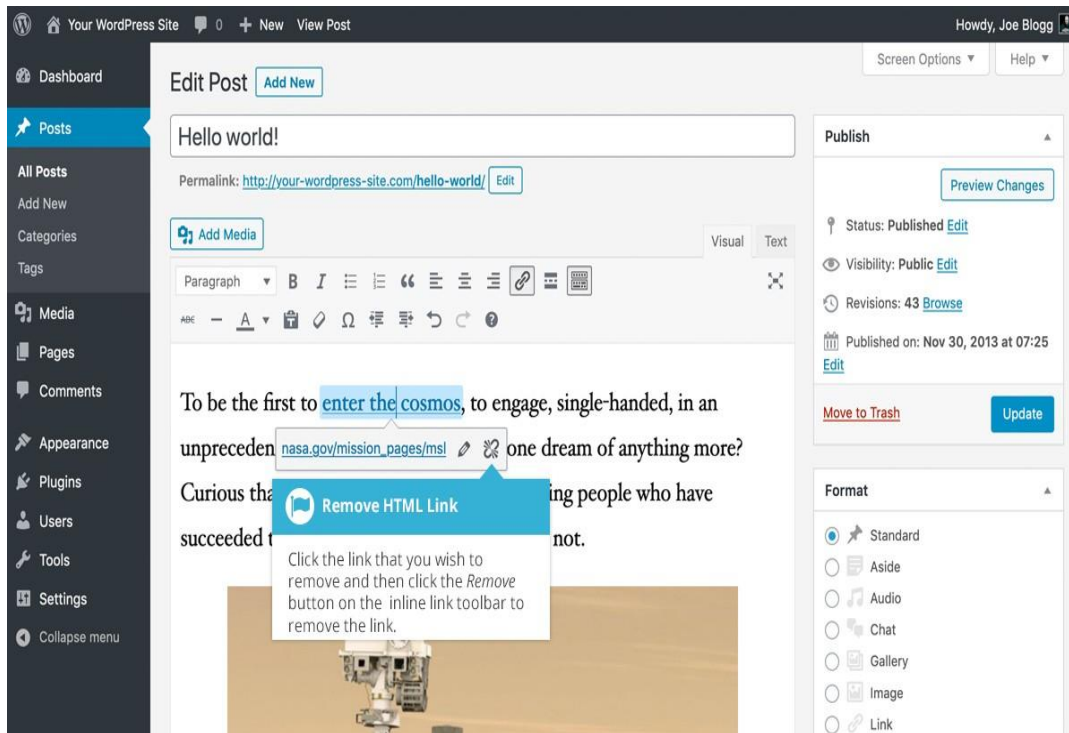 Your WordPress Site 0 + New View Post Howdy, Joe Blogg
Screen Options ▼ Help ▼
Dashboard
Posts
All Posts
Add New
Categories
Tags
Media
Pages
Comments
Appearance
Plugins
Users
Tools
Settings
Collapse menu
Edit Post Add New
Hello world!
Permalink: http://your-wordpress-site.com/hello-world/ Edit
Add Media
Visual Text
Paragraph B I
ABC A Ω
To be the first to enter the cosmos, to engage, single-handed, in an
unpreceden nasa.gov/mission_pages/msl one dream of anything more?
Curious tha ing people who have
succeeded t not.
Remove HTML Link
Click the link that you wish to
remove and then click the Remove
button on the inline link toolbar to
remove the link.
Publish
Preview Changes
Status: Published Edit
Visibility: Public Edit
Revisions: 43 Browse
Published on: Nov 30, 2013 at 07:25
Edit
Move to Trash Update
Format
Standard
Aside
Audio
Chat
Gallery
Image
Link